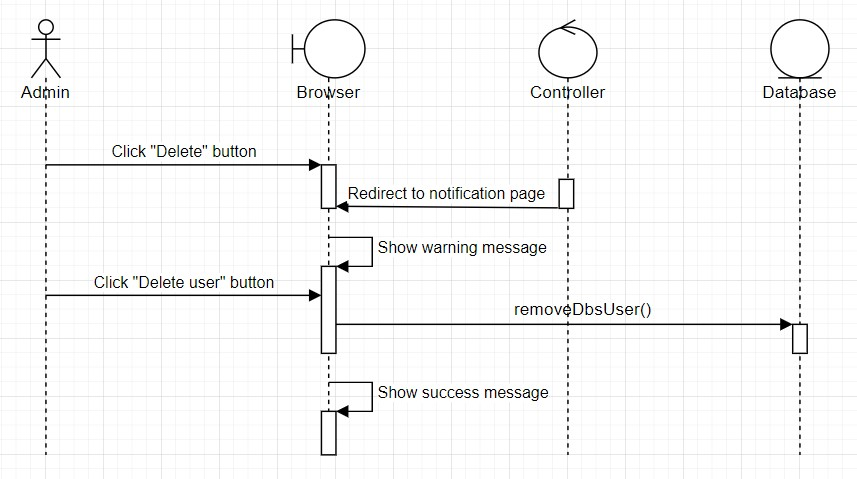 Admin
Browser
Controller
Database
Click "Delete" button
Redirect to notification page
Show warning message
Click "Delete user" button
removeDbsUser()
Show success message